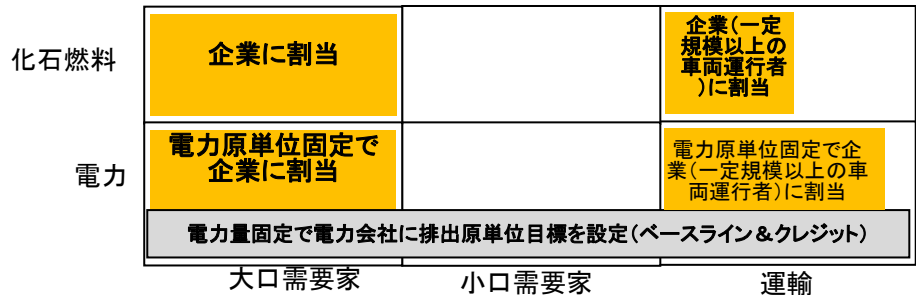 化石燃料
企業に割当
企業(一定
規模以上の
車両運行者
)に割当
電力
電力原単位固定で
企業に割当
電力原単位固定で企
業(一定規模以上の車
両運行者)に割当
電力量固定で電力会社に排出原単位目標を設定(ベースライン＆クレジット)
大口需要家
小口需要家
運輸